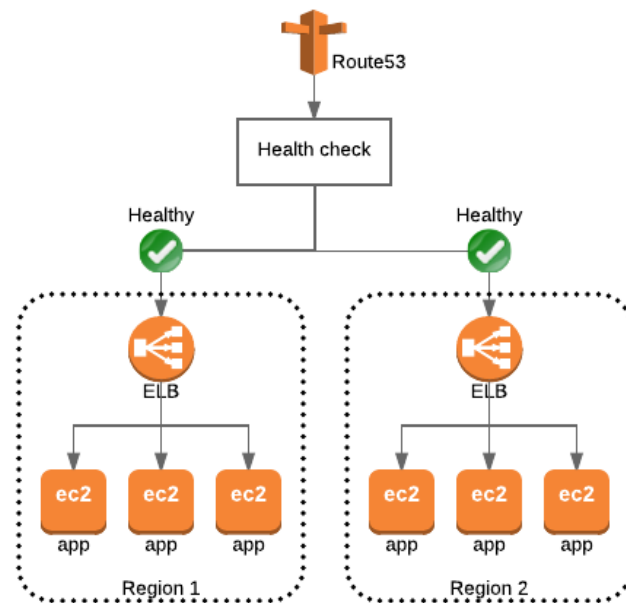 Route53
Health check
Healthy
Healthy
ELB
ELB
ec2
ec2
ec2
ec2
ec2
ec2
app
app
app
app
app
app
Region 1
Region 2